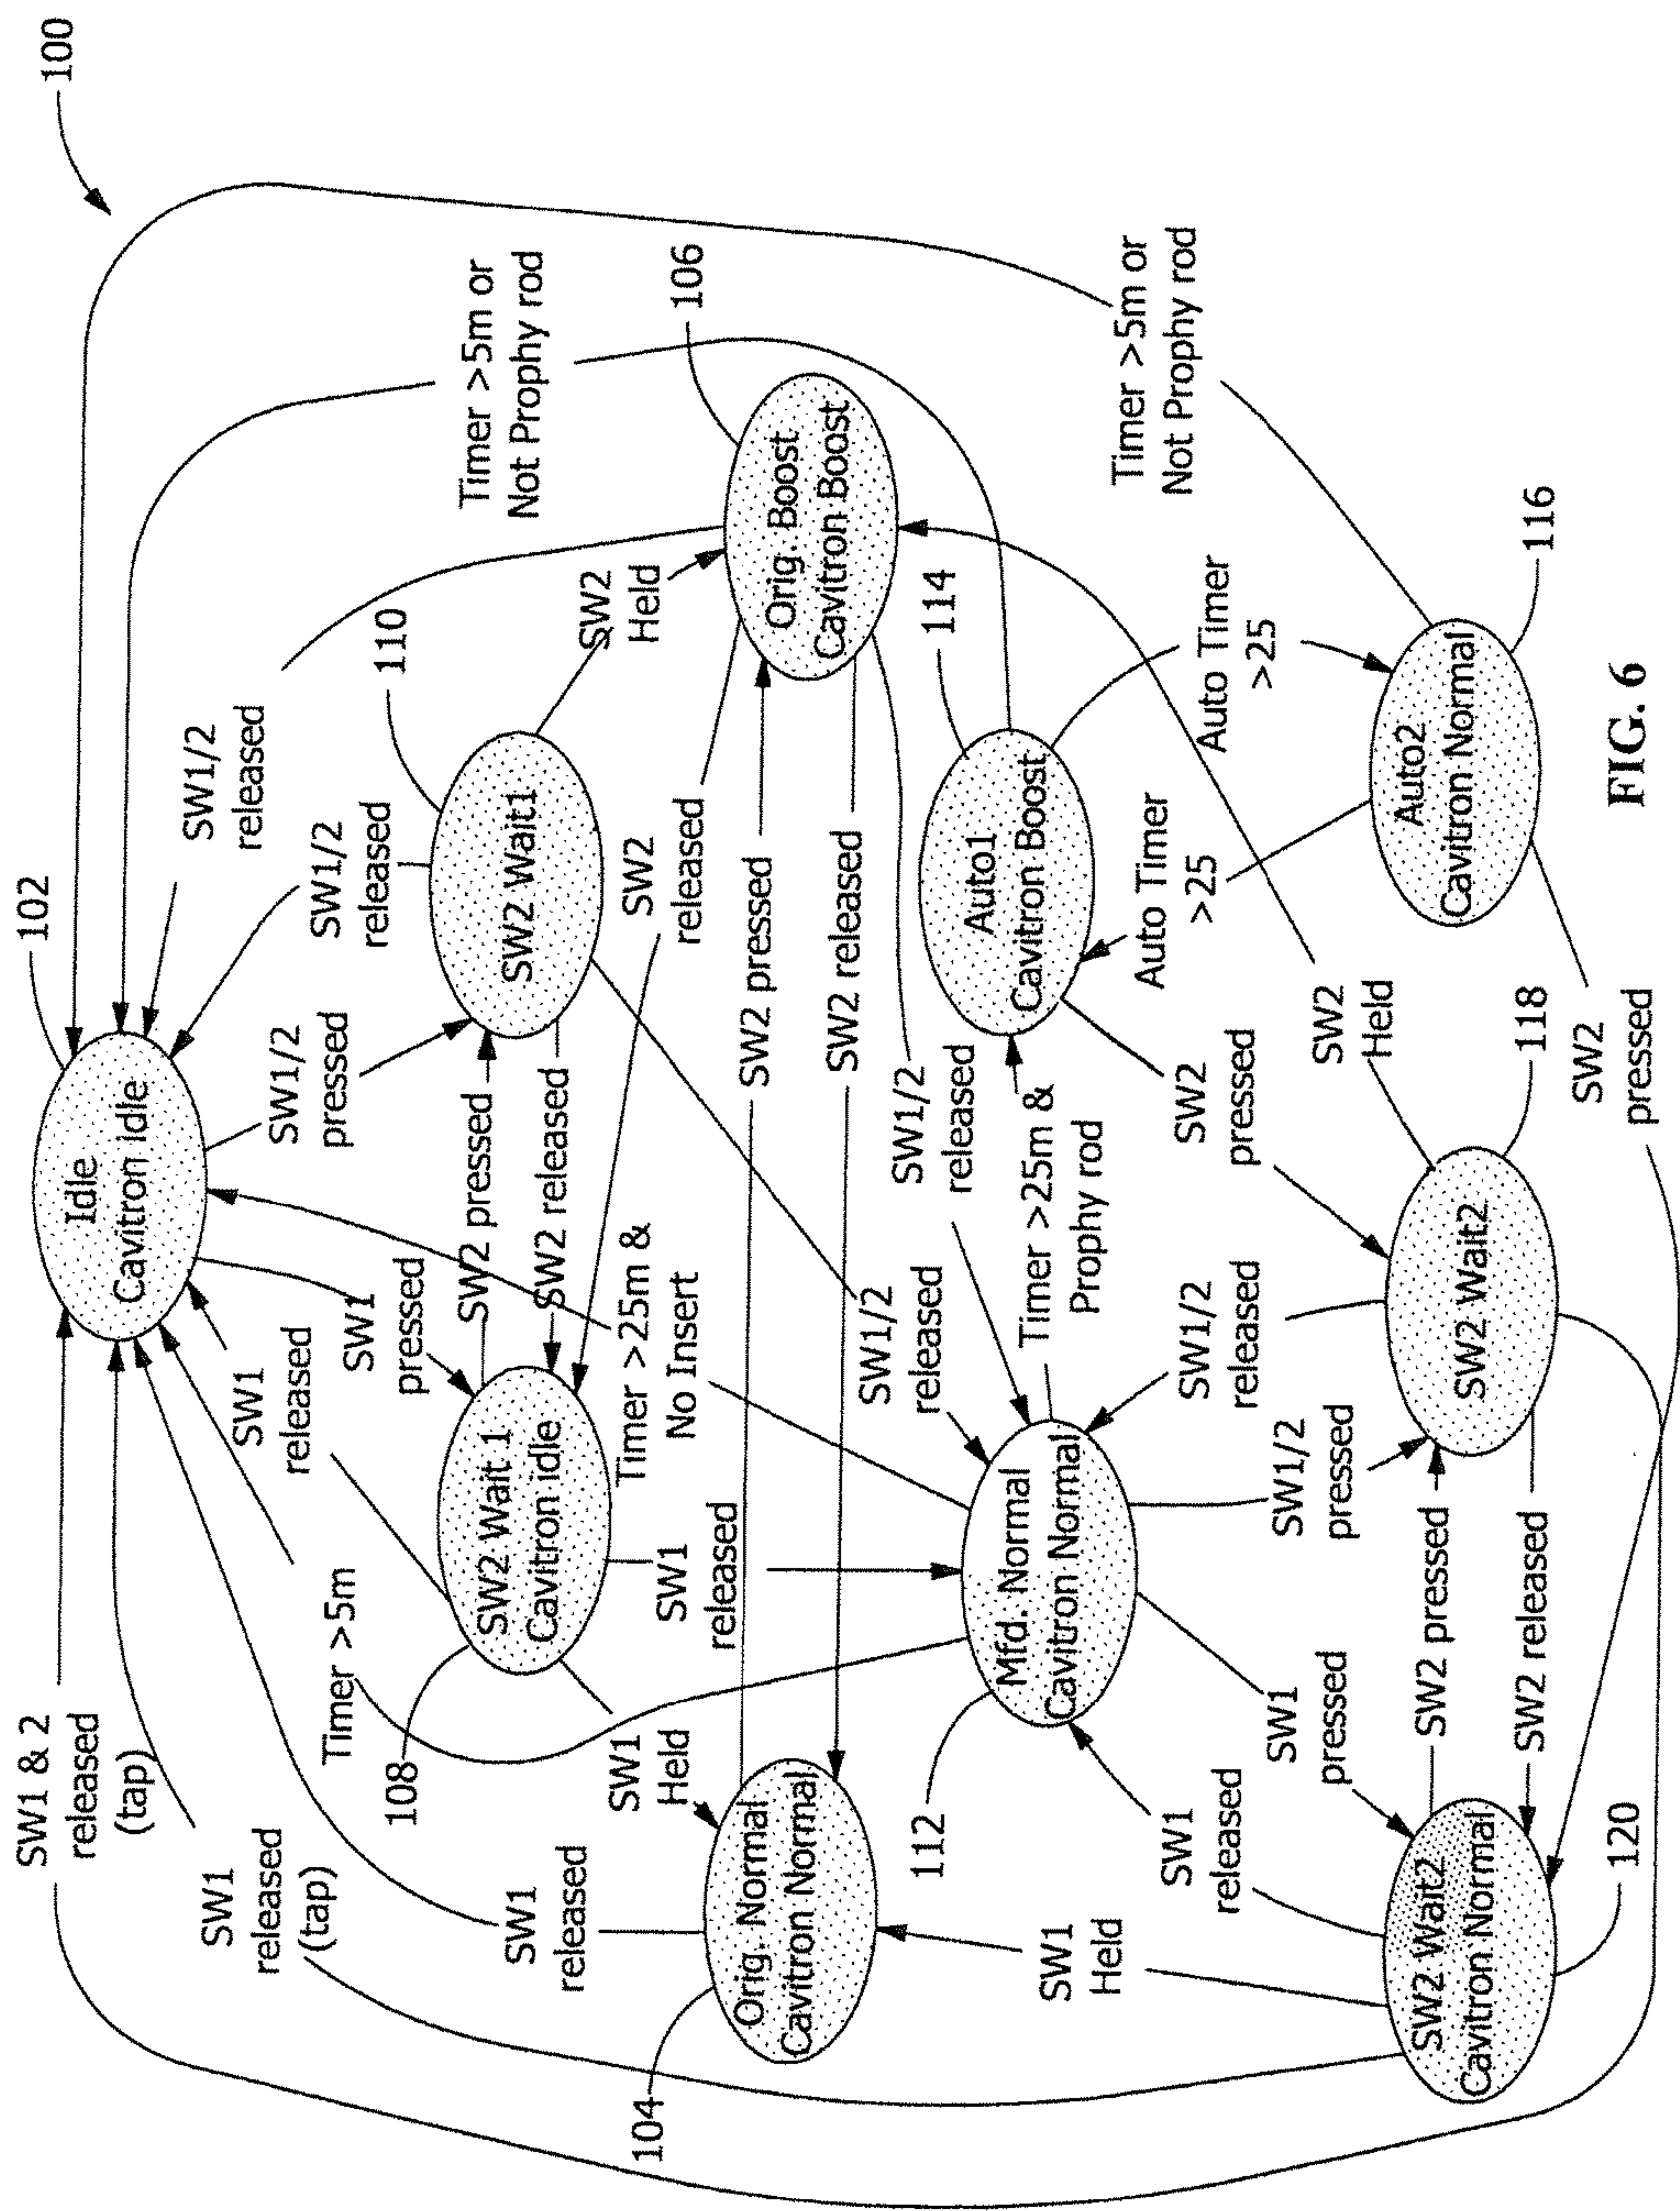 100
102
Idle
Cavitron idle
SW1 & 2
released
(tap)
SW1
released
(tap)
SW1
released
Timer >5m
SW1
released
SW1
pressed
SW1/2
pressed
SW1/2
released
SW1/2
released
Timer >5m or
Not Prophy rod
Timer >5m or
Not Prophy rod
108
SW2 Wait 1
Cavitron idle
SW2 pressed
SW2 released
110
SW2 Wait1
SW2
Held
106
Orig. Boost
Cavitron Boost
SW2
released
SW1
Held
SW1
released
Timer >25m &
No Insert
SW2 pressed
SW2 released
104
Orig. Normal
Cavitron Normal
112
Mfd. Normal
Cavitron Normal
SW1/2
released
SW1/2
released
Timer >25m &
Prophy rod
114
Auto1
Cavitron Boost
Auto Timer
>25
Auto Timer
>25
SW1
Held
SW1
released
SW1
pressed
SW1/2
pressed
SW1/2
released
SW2
pressed
SW2
Held
116
Auto2
Cavitron Normal
120
SW2 Wait2
Cavitron Normal
SW2 pressed
SW2 released
118
SW2 Wait2
SW2
pressed
FIG. 6